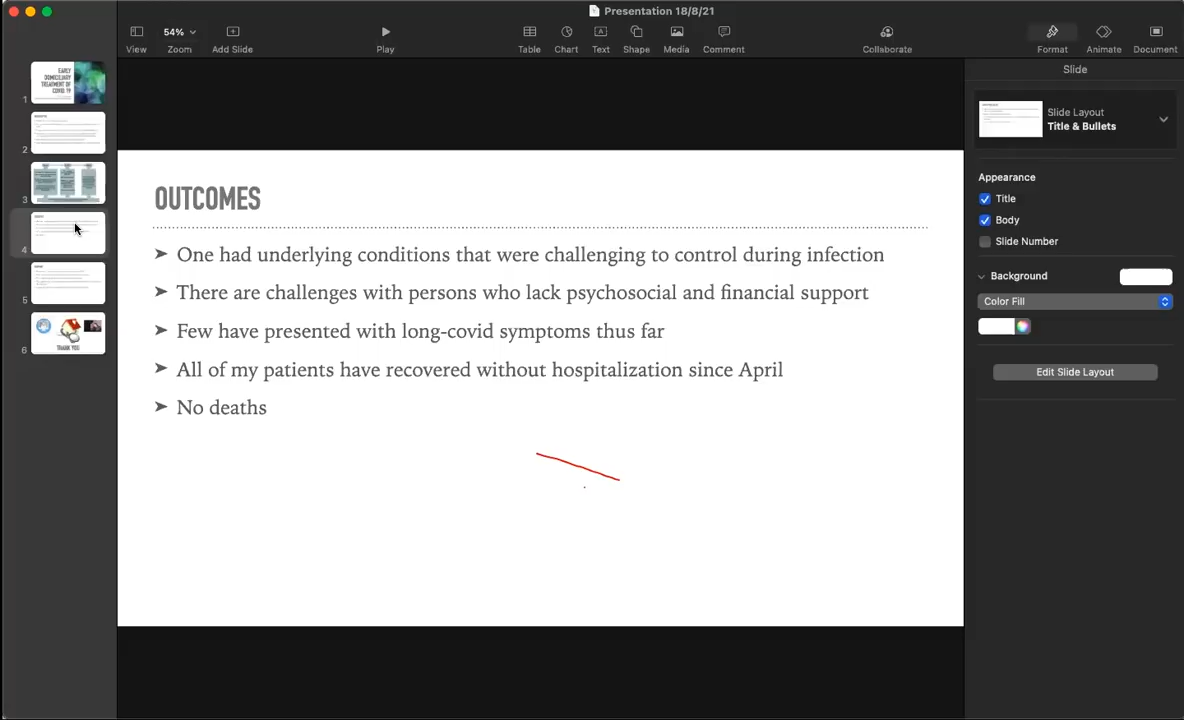 Presentation 18/8/21
54%
View
Zoom
Add Slide
Play
Table
Chart
Text
Shape
Media
Comment
Collaborate
Format
Animate
Document
1
EARLY
DOMICILIARY
TREATMENT OF
COVID 19
2
3
4
5
6
THANK YOU
OUTCOMES
➤ One had underlying conditions that were challenging to control during infection
➤ There are challenges with persons who lack psychosocial and financial support
➤ Few have presented with long-covid symptoms thus far
➤ All of my patients have recovered without hospitalization since April
➤ No deaths
Slide
Slide Layout
Title & Bullets
Appearance
Title
Body
Slide Number
Background
Color Fill
Edit Slide Layout